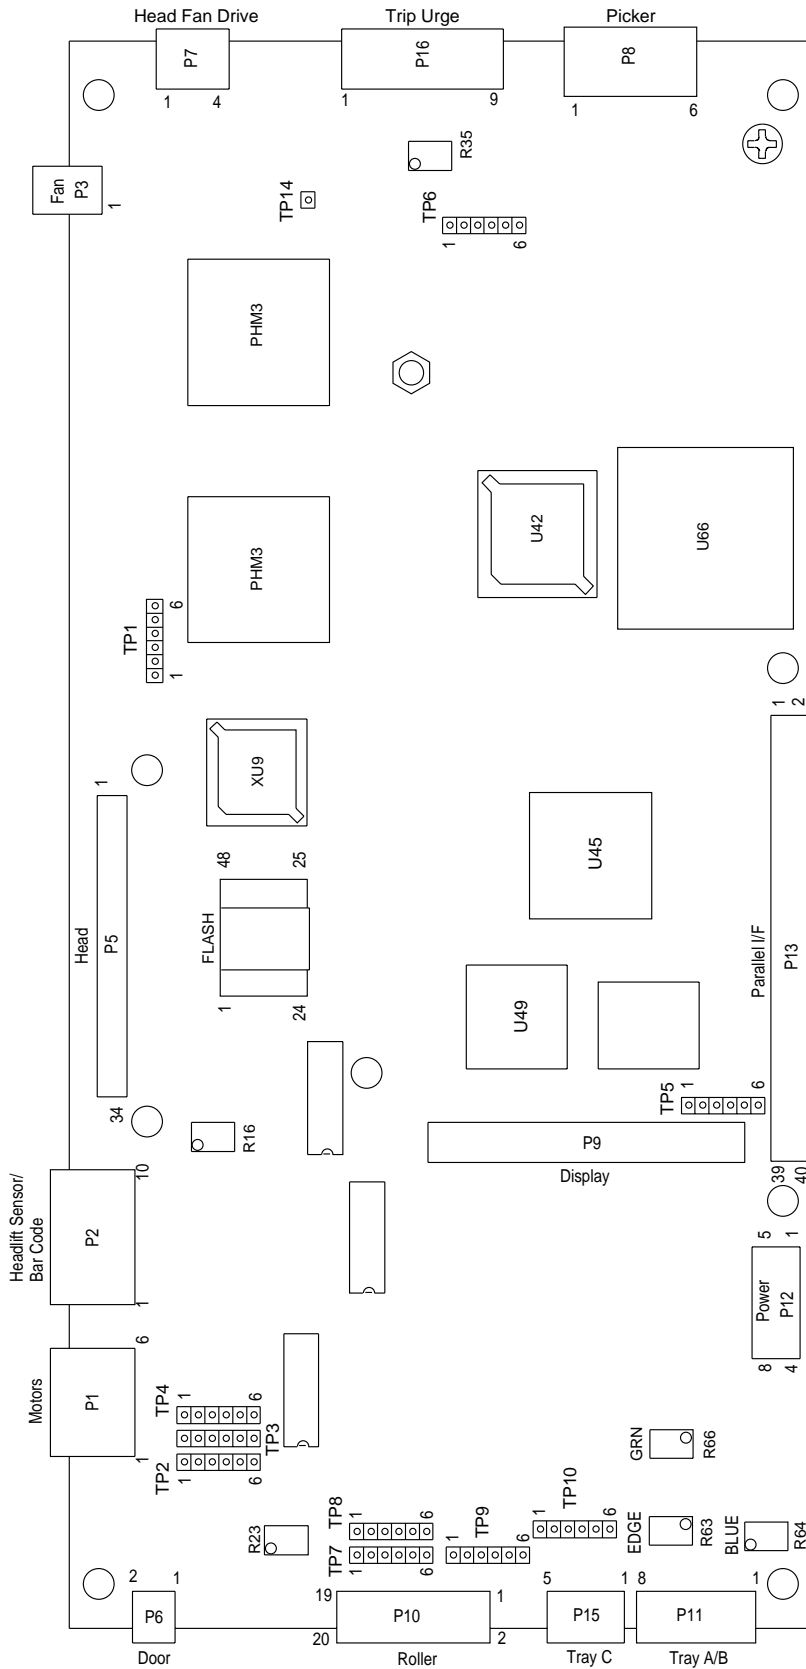 Head Fan Drive
Trip Urge
Picker
P7
P16
P8
1
4
1
9
1
6
Fan
P3
1
R35
TP14
TP6
1
6
PHM3
U42
U66
PHM3
TP1
6
1
1
2
XU9
1
U45
48
25
Head
P5
FLASH
Parallel I/F
P13
1
24
U49
34
TP5
1
6
R16
P9
Display
39
40
Headlift Sensor/
Bar Code
P2
10
1
5
1
Power
P12
8
4
Motors
P1
6
1
TP4
1
6
TP3
TP2
1
6
GRN
R66
R23
TP8
1
6
TP7
1
6
TP9
1
6
TP10
1
6
EDGE
R63
BLUE
R64
2
1
19
1
5
1
8
1
P6
P10
P15
P11
20
2
Door
Roller
Tray C
Tray A/B